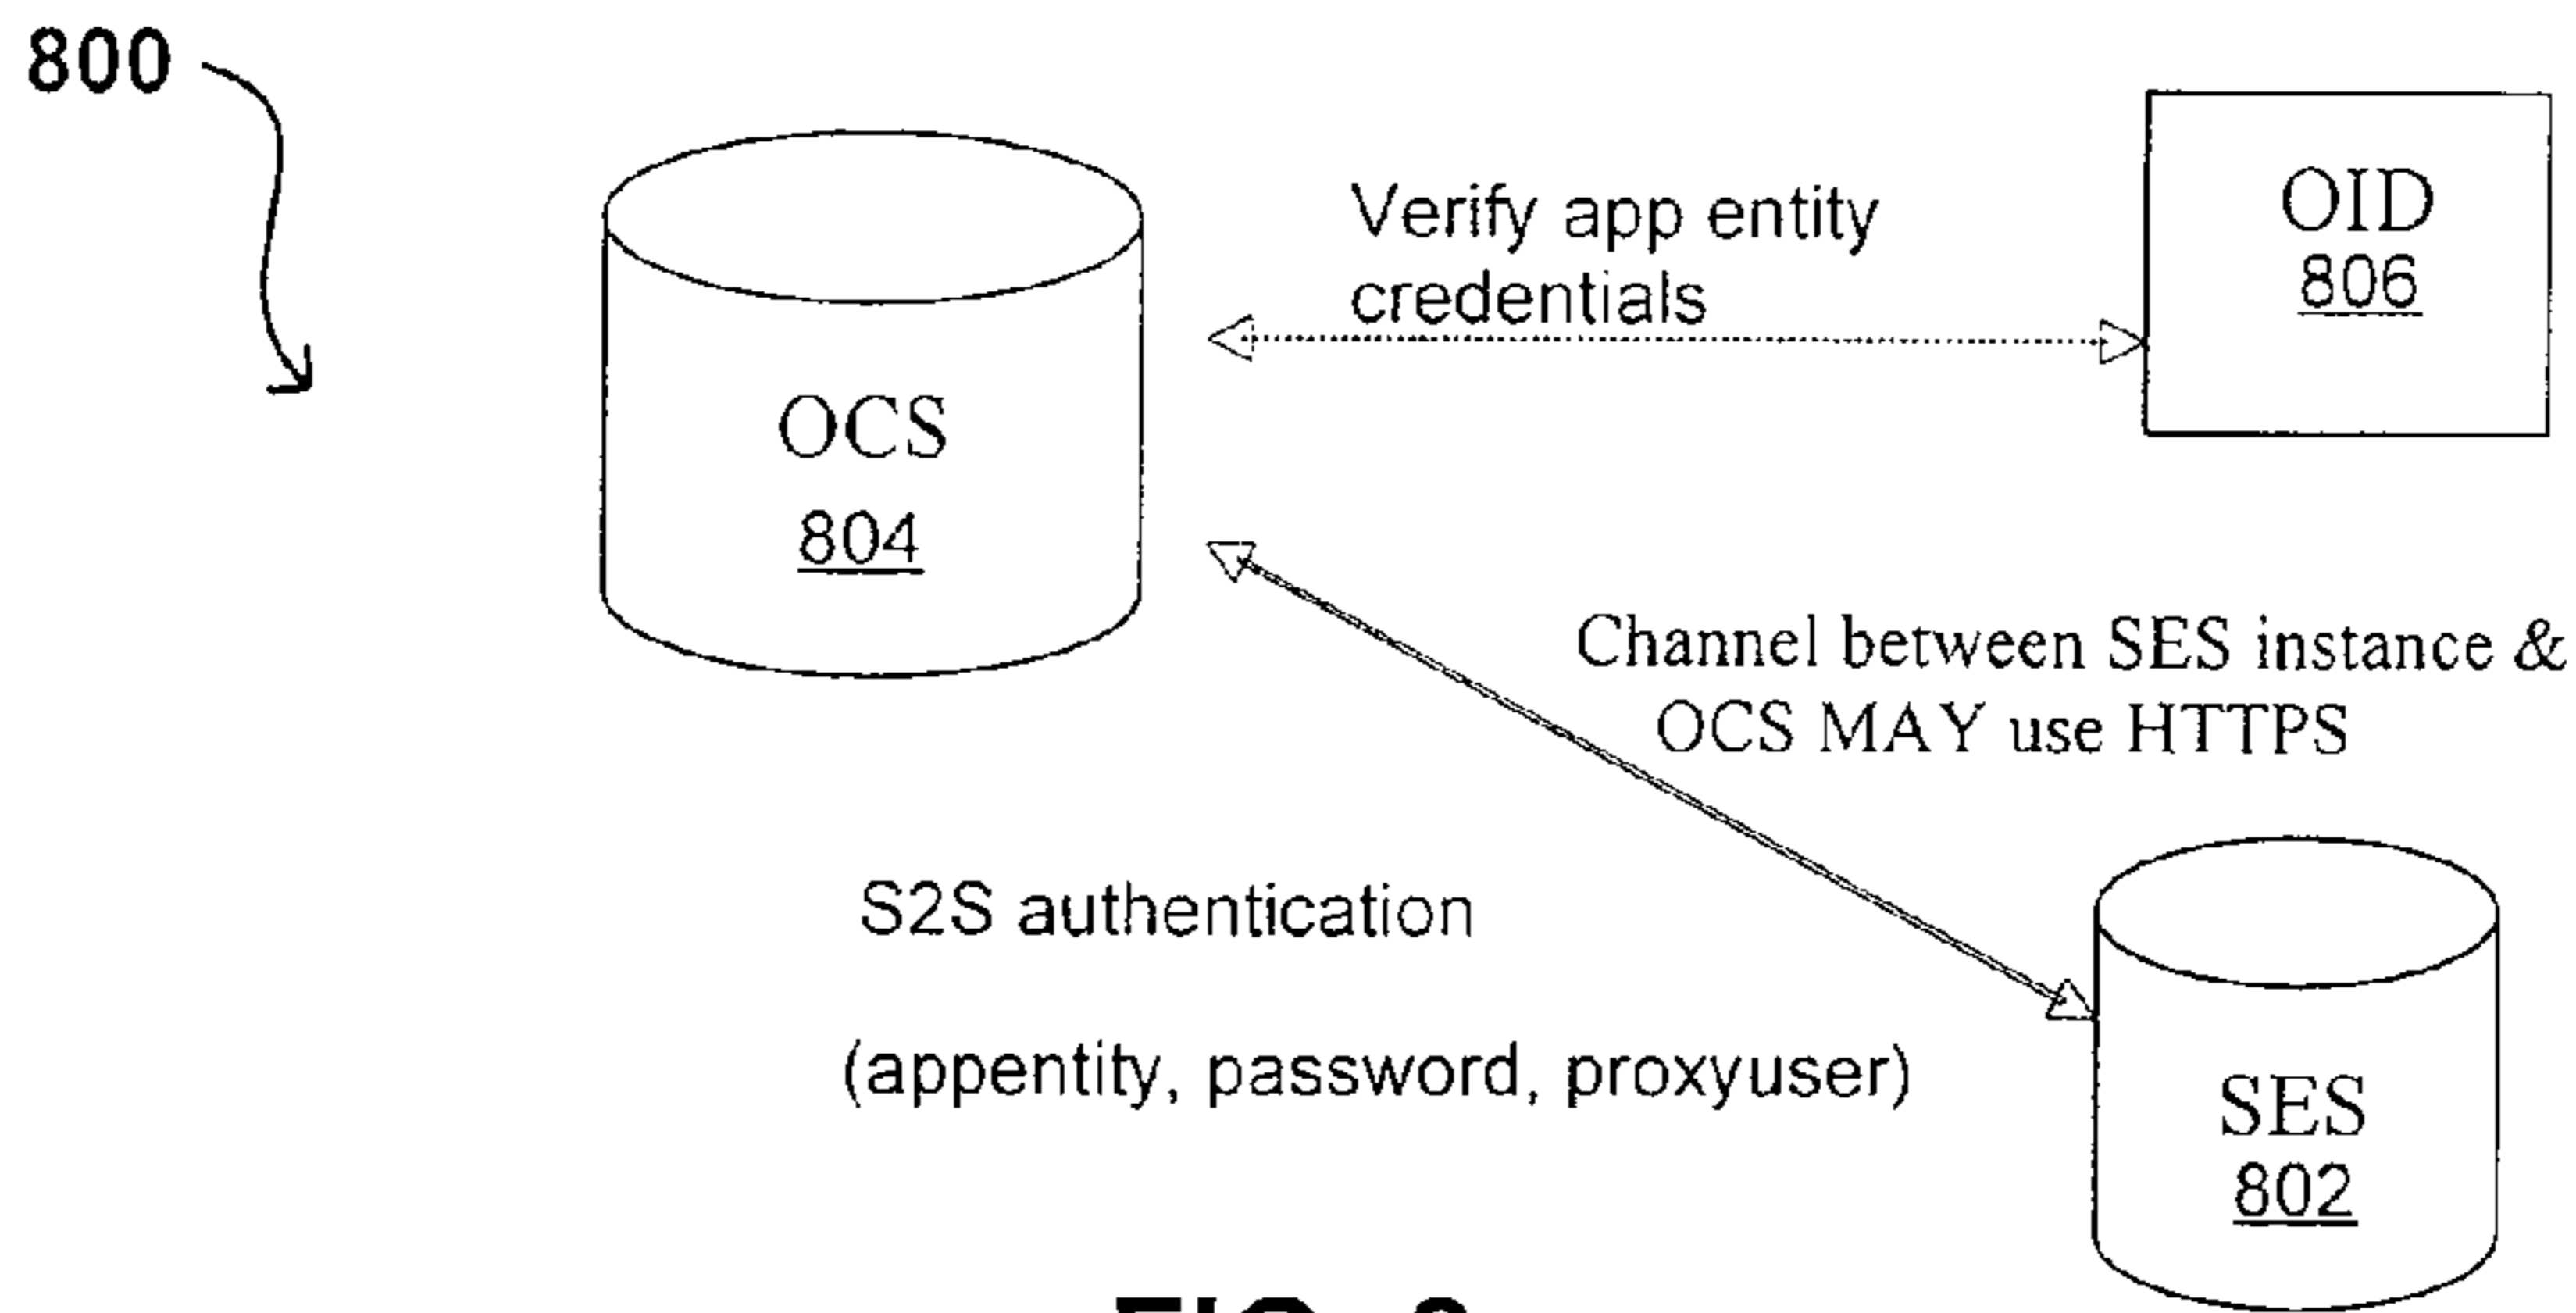 800
OCS
804
Verify app entity
credentials
OID
806
Channel between SES instance &
OCS MAY use HTTPS
S2S authentication
(appentity, password, proxyuser)
SES
802